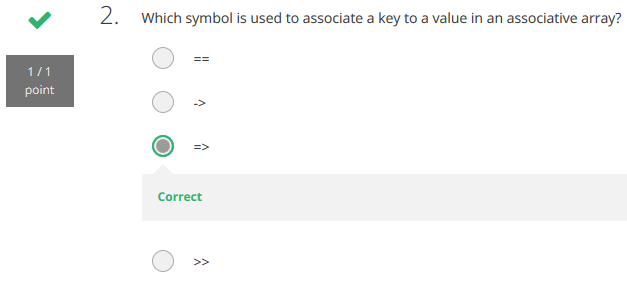 2. Which symbol is used to associate a key to a value in an associative array?
1 / 1
point
==
->
=>
Correct
>>